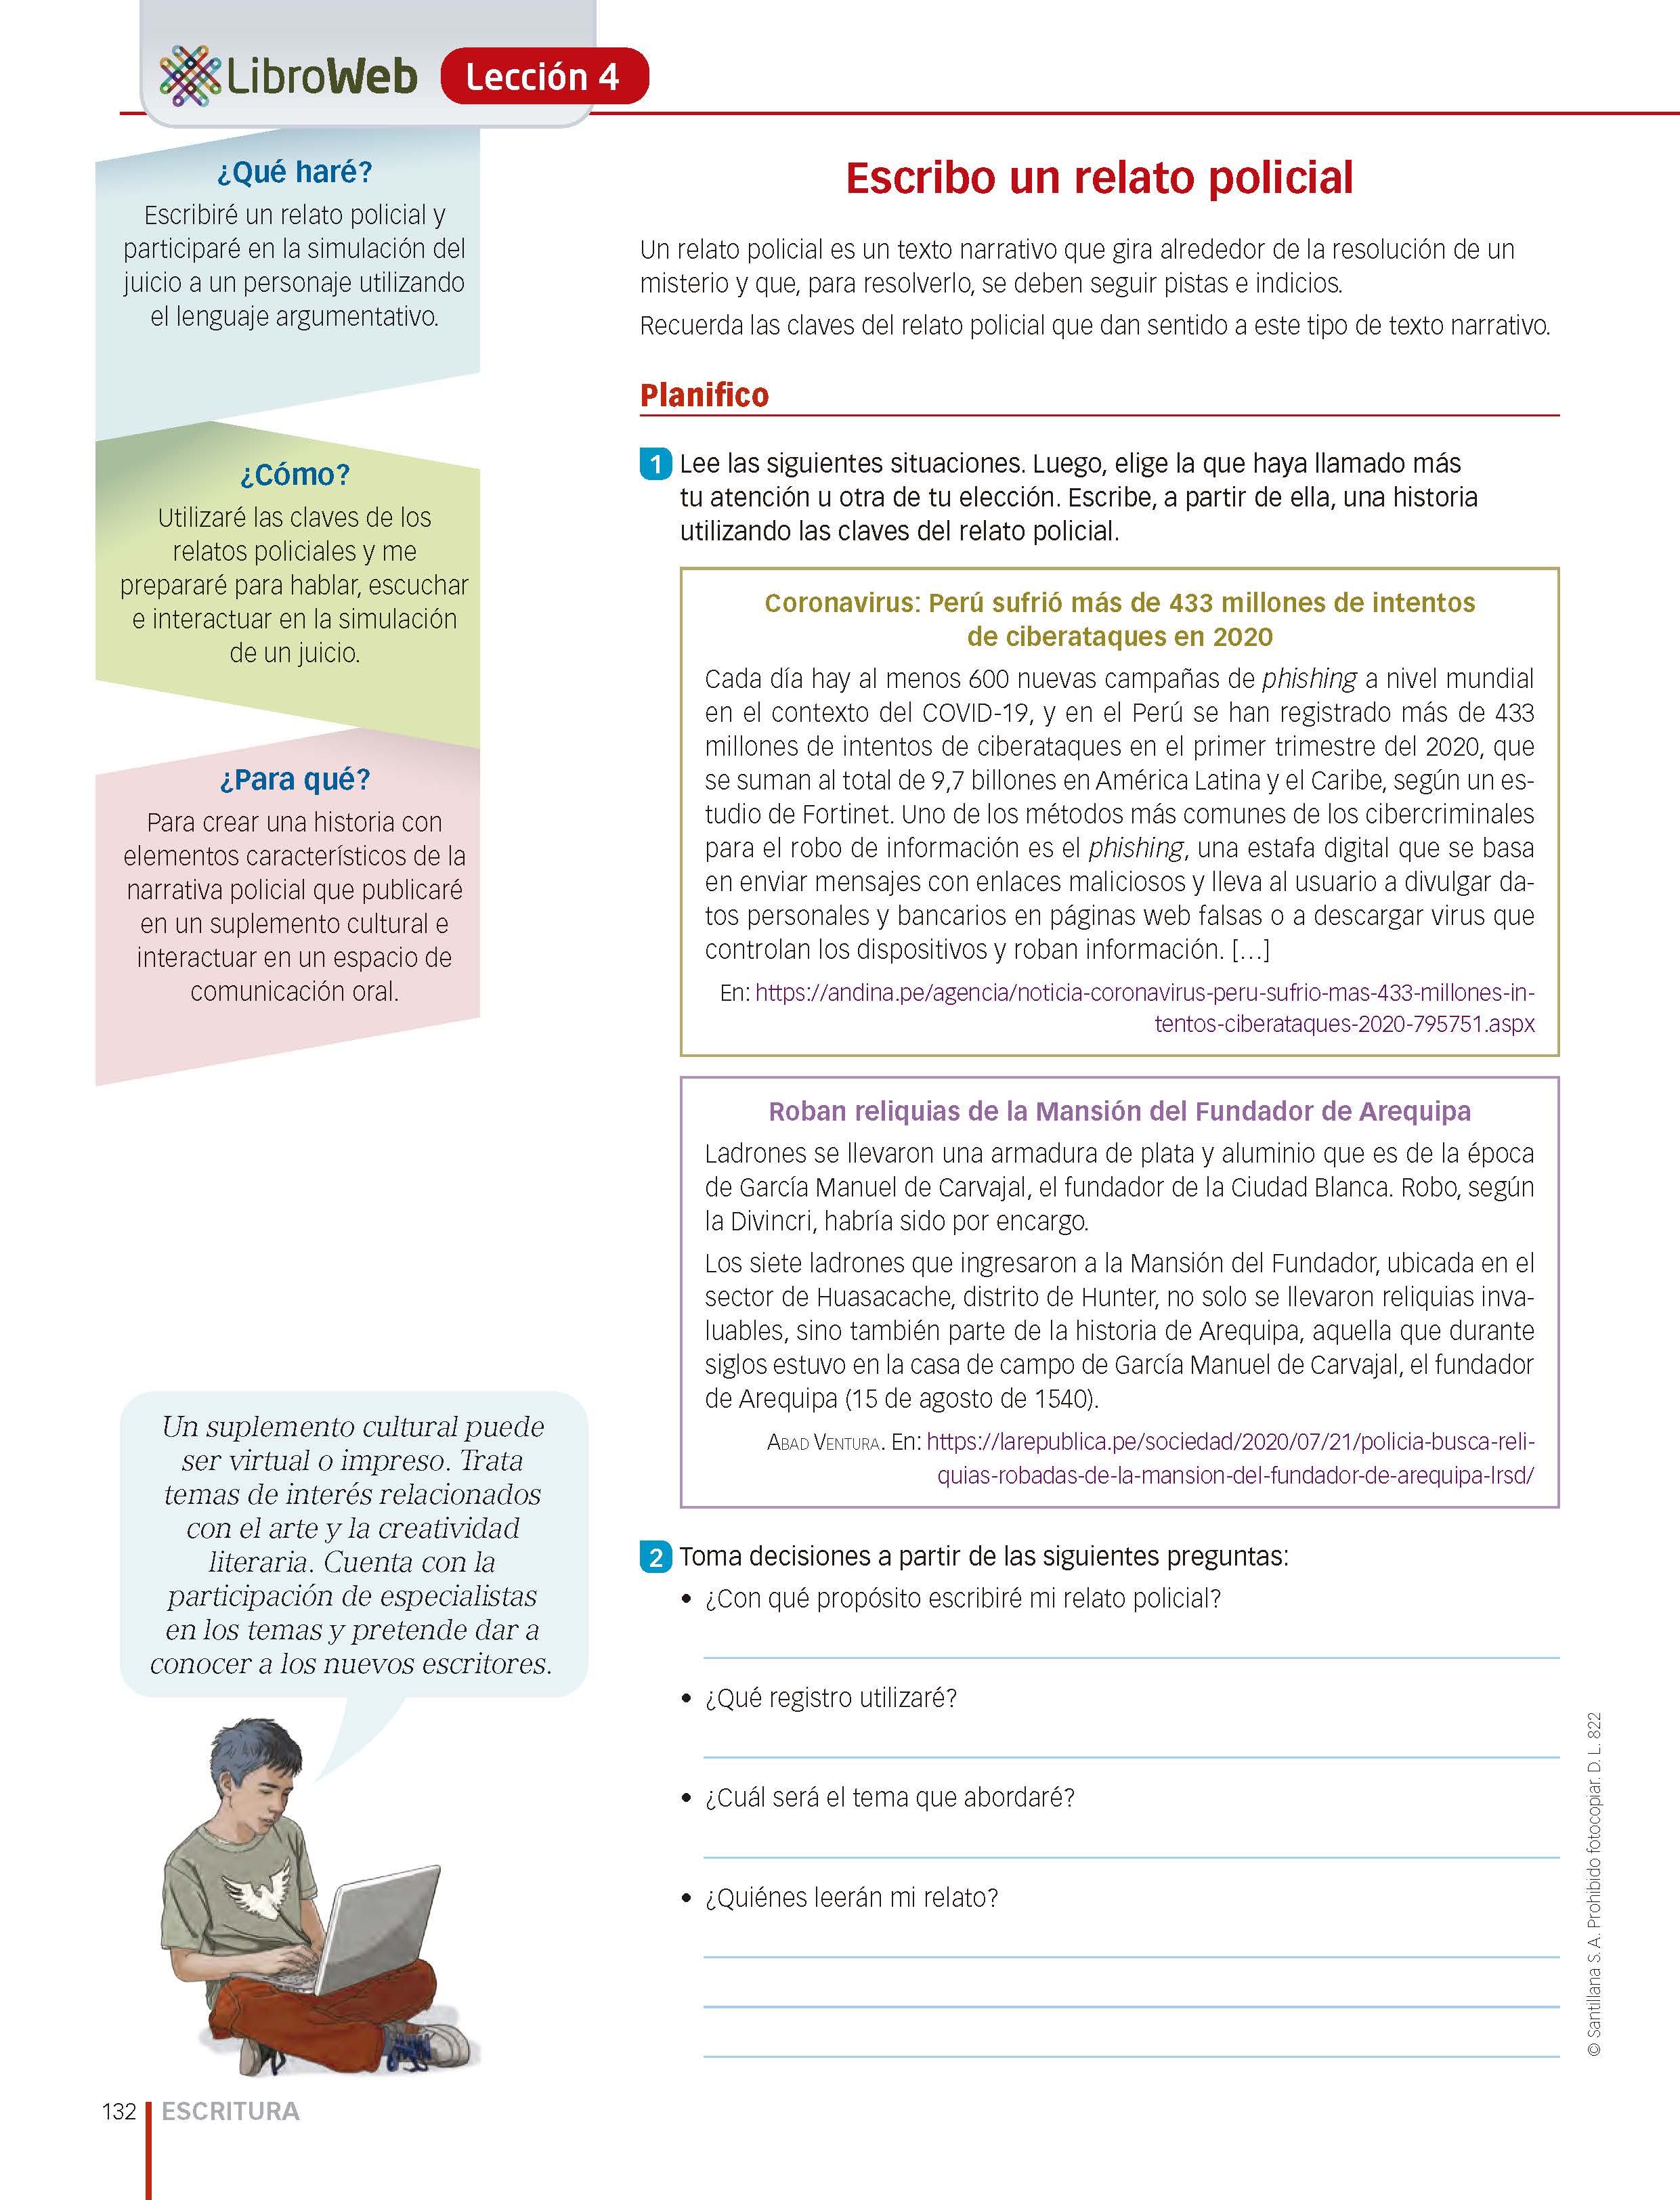 LibroWeb Lección 4
¿Qué haré?
Escribiré un relato policial y
participaré en la simulación del
juicio a un personaje utilizando
el lenguaje argumentativo.
¿Cómo?
Utilizaré las claves de los
relatos policiales y me
prepararé para hablar, escuchar
e interactuar en la simulación
de un juicio.
¿Para qué?
Para crear una historia con
elementos característicos de la
narrativa policial que publicaré
en un suplemento cultural e
interactuar en un espacio de
comunicación oral.
Un suplemento cultural puede
ser virtual o impreso. Trata
temas de interés relacionados
con el arte y la creatividad
literaria. Cuenta con la
participación de especialistas
en los temas y pretende dar a
conocer a los nuevos escritores.
Escribo un relato policial
Un relato policial es un texto narrativo que gira alrededor de la resolución de un
misterio y que, para resolverlo, se deben seguir pistas e indicios.
Recuerda las claves del relato policial que dan sentido a este tipo de texto narrativo.
Planifico
1 Lee las siguientes situaciones. Luego, elige la que haya llamado más
tu atención u otra de tu elección. Escribe, a partir de ella, una historia
utilizando las claves del relato policial.
Coronavirus: Perú sufrió más de 433 millones de intentos
de ciberataques en 2020
Cada día hay al menos 600 nuevas campañas de phishing a nivel mundial
en el contexto del COVID-19, y en el Perú se han registrado más de 433
millones de intentos de ciberataques en el primer trimestre del 2020, que
se suman al total de 9,7 billones en América Latina y el Caribe, según un es-
tudio de Fortinet. Uno de los métodos más comunes de los cibercriminales
para el robo de información es el phishing, una estafa digital que se basa
en enviar mensajes con enlaces maliciosos y lleva al usuario a divulgar da-
tos personales y bancarios en páginas web falsas o a descargar virus que
controlan los dispositivos y roban información. […]
En: https://andina.pe/agencia/noticia-coronavirus-peru-sufrio-mas-433-millones-in-
tentos-ciberataques-2020-795751.aspx
Roban reliquias de la Mansión del Fundador de Arequipa
Ladrones se llevaron una armadura de plata y aluminio que es de la época
de García Manuel de Carvajal, el fundador de la Ciudad Blanca. Robo, según
la Divincri, habría sido por encargo.
Los siete ladrones que ingresaron a la Mansión del Fundador, ubicada en el
sector de Huasacache, distrito de Hunter, no solo se llevaron reliquias inva-
luables, sino también parte de la historia de Arequipa, aquella que durante
siglos estuvo en la casa de campo de García Manuel de Carvajal, el fundador
de Arequipa (15 de agosto de 1540).
ABAD VENTURA. En: https://larepublica.pe/sociedad/2020/07/21/policia-busca-reli-
quias-robadas-de-la-mansion-del-fundador-de-arequipa-lrsd/
2 Toma decisiones a partir de las siguientes preguntas:
• ¿Con qué propósito escribiré mi relato policial?
• ¿Qué registro utilizaré?
• ¿Cuál será el tema que abordaré?
• ¿Quiénes leerán mi relato?
© Santillana S. A. Prohibido fotocopiar. D. L. 822
132 ESCRITURA